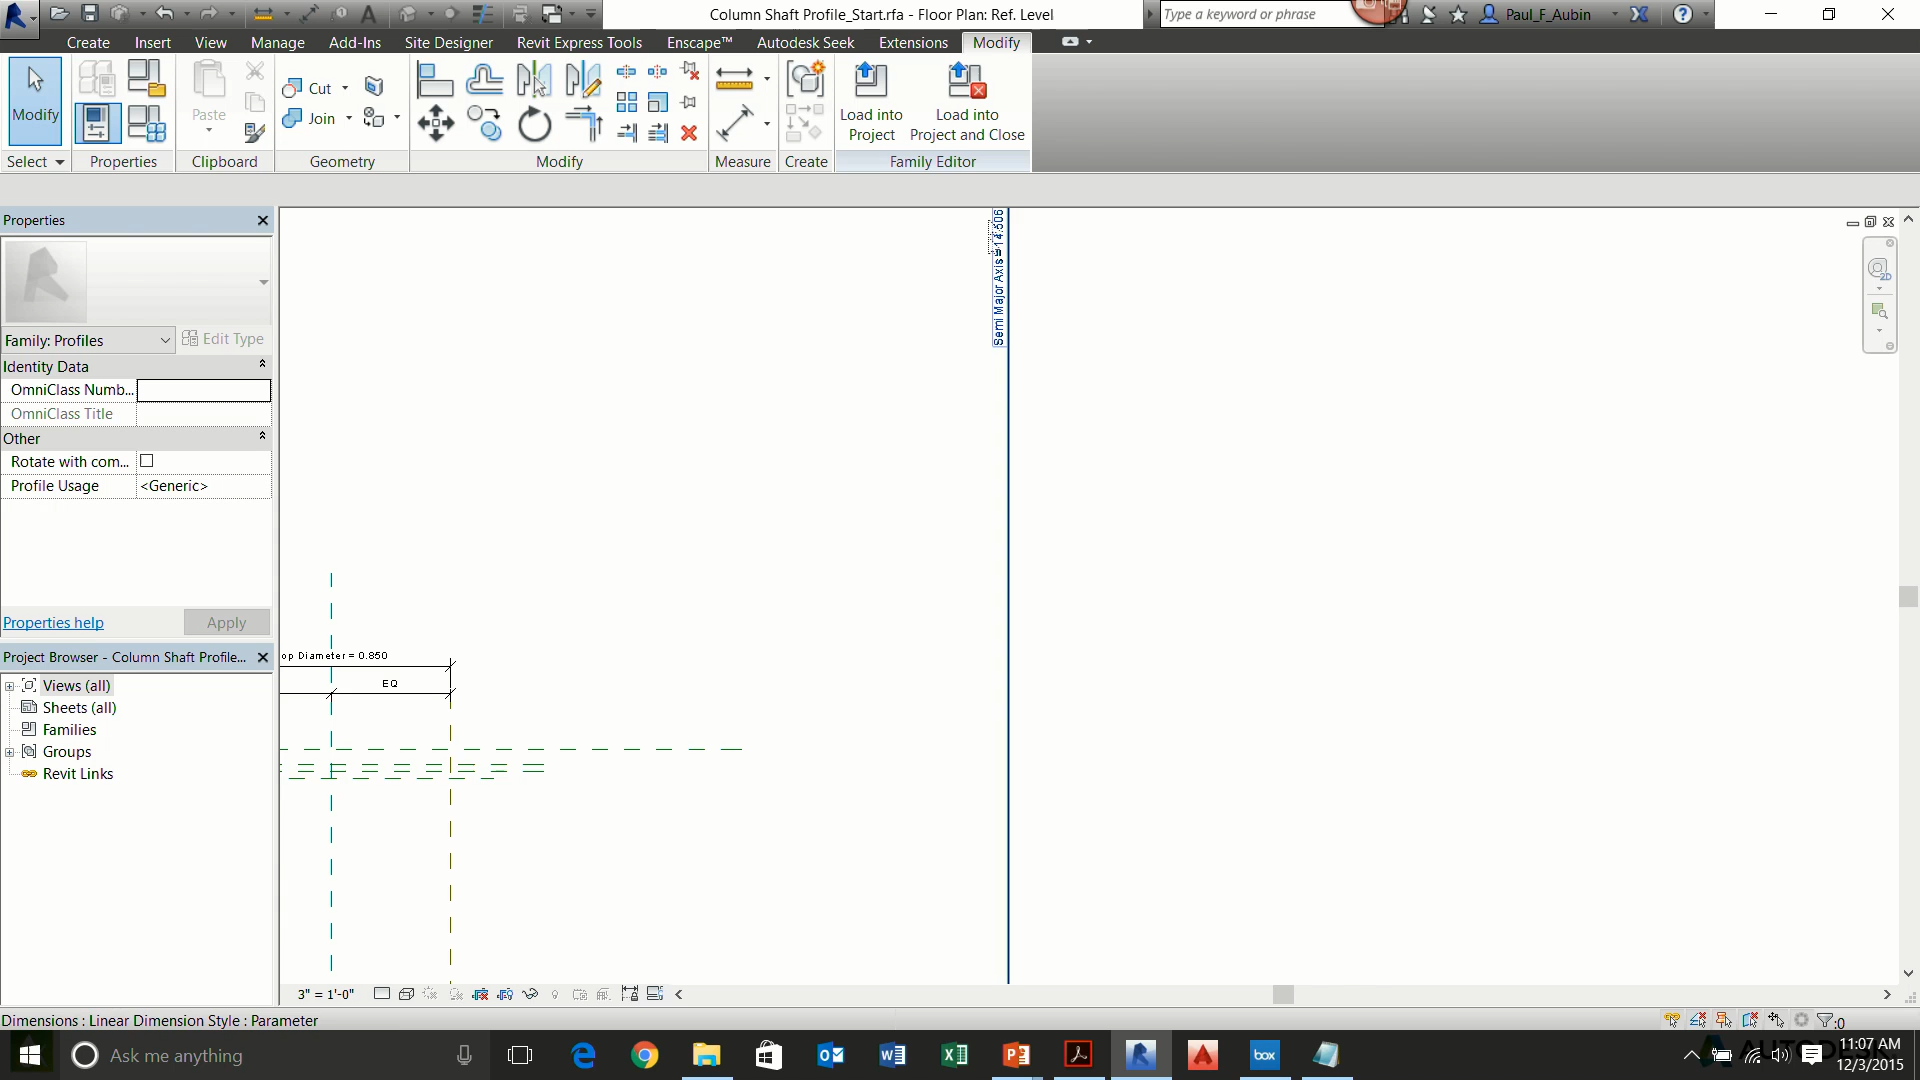 Column Shaft Profile_Start.rfa - Floor Plan: Ref. Level
Type a keyword or phrase
Paul_F_Aubin
Create
Insert
View
Manage
Add-Ins
Site Designer
Revit Express Tools
Enscape™
Autodesk Seek
Extensions
Modify
Modify
Paste
Cut
Join
Load into
Project
Load into
Project and Close
Select
Properties
Clipboard
Geometry
Modify
Measure
Create
Family Editor
Properties
Family: Profiles
Edit Type
Identity Data
OmniClass Numb...
OmniClass Title
Other
Rotate with com...
Profile Usage
<Generic>
Properties help
Apply
Project Browser - Column Shaft Profile...
Views (all)
Sheets (all)
Families
Groups
Revit Links
Semi Major Axis = 14.506
op Diameter = 0.850
EQ
3" = 1'-0"
Dimensions : Linear Dimension Style : Parameter
:0
Ask me anything
box
AUTODESK
11:07 AM
12/3/2015